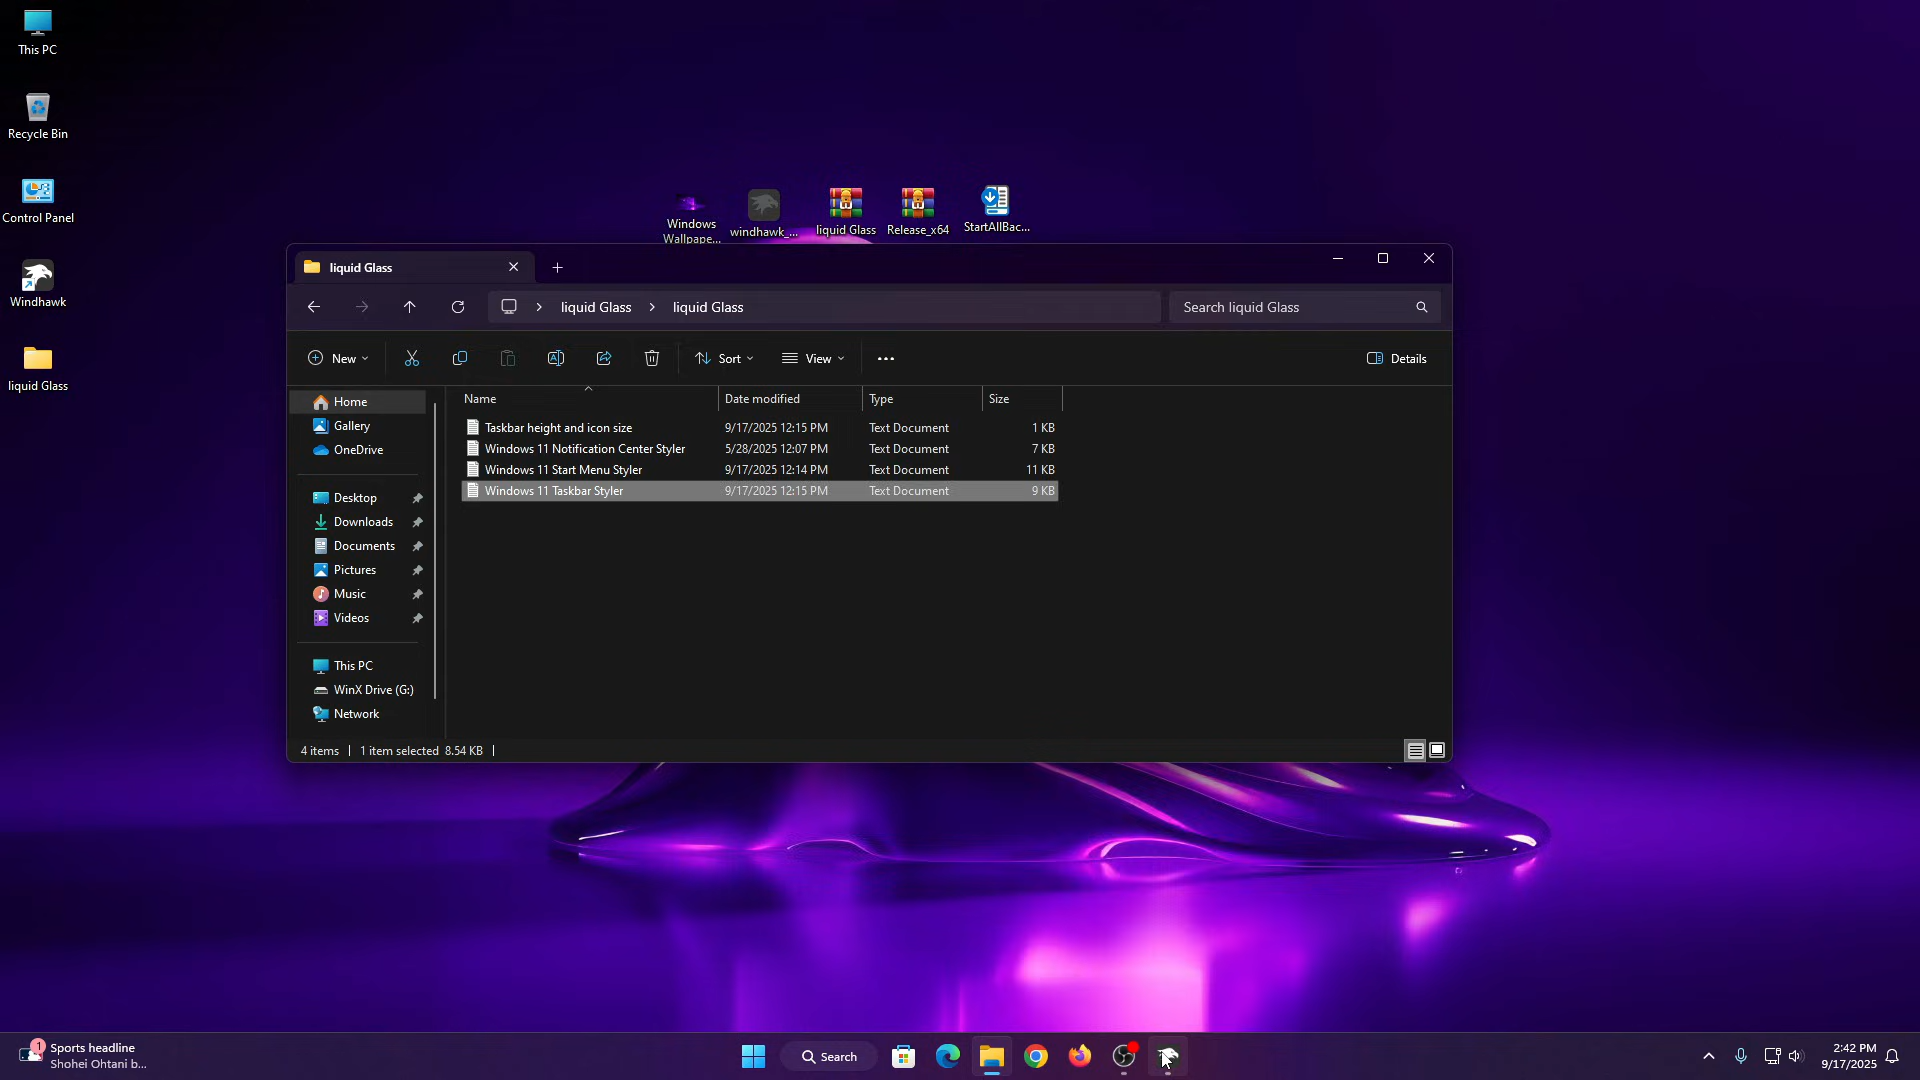 This PC
Recycle Bin
Control Panel
Windhawk
liquid Glass
Windows
Wallpape...
windhawk_...
liquid Glass
Release_x64
StartAllBac...
liquid Glass
liquid Glass
liquid Glass
Search liquid Glass
New
Sort
View
Details
Home
Gallery
OneDrive
Desktop
Downloads
Documents
Pictures
Music
Videos
This PC
WinX Drive (G:)
Network
Name Date modified Type Size
Taskbar height and icon size 9/17/2025 12:15 PM Text Document 1 KB
Windows 11 Notification Center Styler 5/28/2025 12:07 PM Text Document 7 KB
Windows 11 Start Menu Styler 9/17/2025 12:14 PM Text Document 11 KB
Windows 11 Taskbar Styler 9/17/2025 12:15 PM Text Document 9 KB
4 items 1 item selected 8.54 KB
1
Sports headline
Shohei Ohtani b...
Search
2:42 PM
9/17/2025